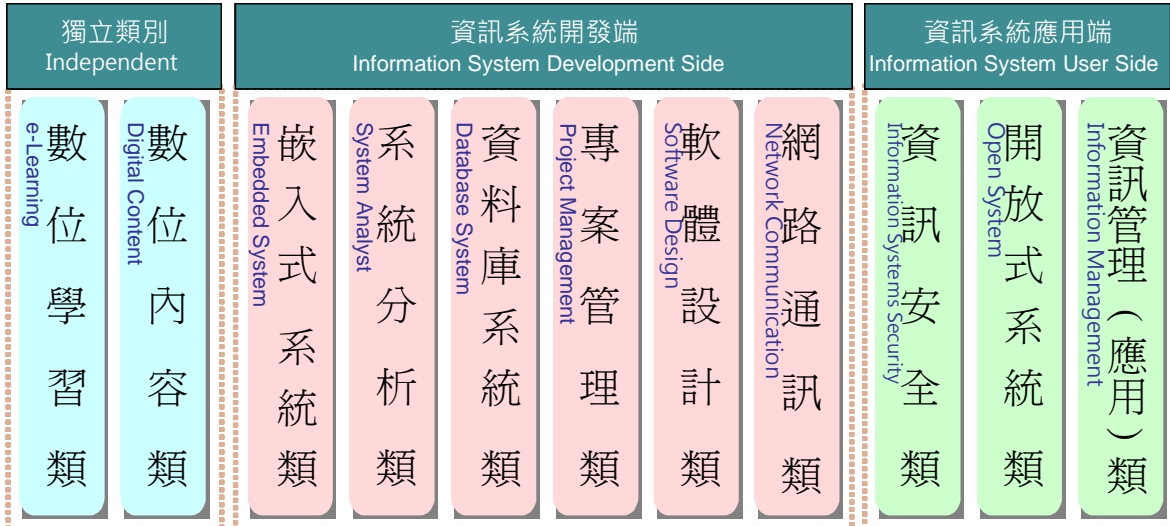 獨立類別
Independent
資訊系統開發端
Information System Development Side
資訊系統應用端
Information System User Side
數位學習類
e-Learning
數位內容類
Digital Content
嵌入式系統類
Embedded System
系統分析類
System Analyst
資料庫系統類
Database System
專案管理類
Project Management
軟體設計類
Software Design
網路通訊類
Network Communication
資訊安全類
Information Systems Security
開放式系統類
Open System
資訊管理（應用）類
Information Management